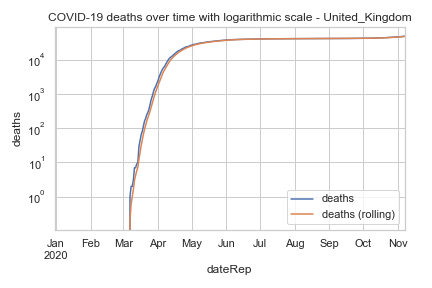 COVID-19 deaths over time with logarithmic scale - United_Kingdom
deaths
10⁴
10³
10²
10¹
10⁰
deaths
deaths (rolling)
Jan Feb Mar Apr May Jun Jul Aug Sep Oct Nov
2020
dateRep